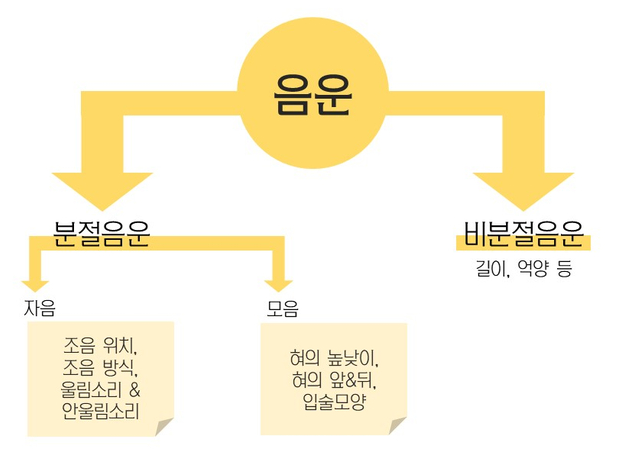 음운
분절음운
비분절음운
길이, 억양 등
자음
모음
조음 위치,
조음 방식,
울림소리 &
안울림소리
혀의 높낮이,
혀의 앞&뒤,
입술모양